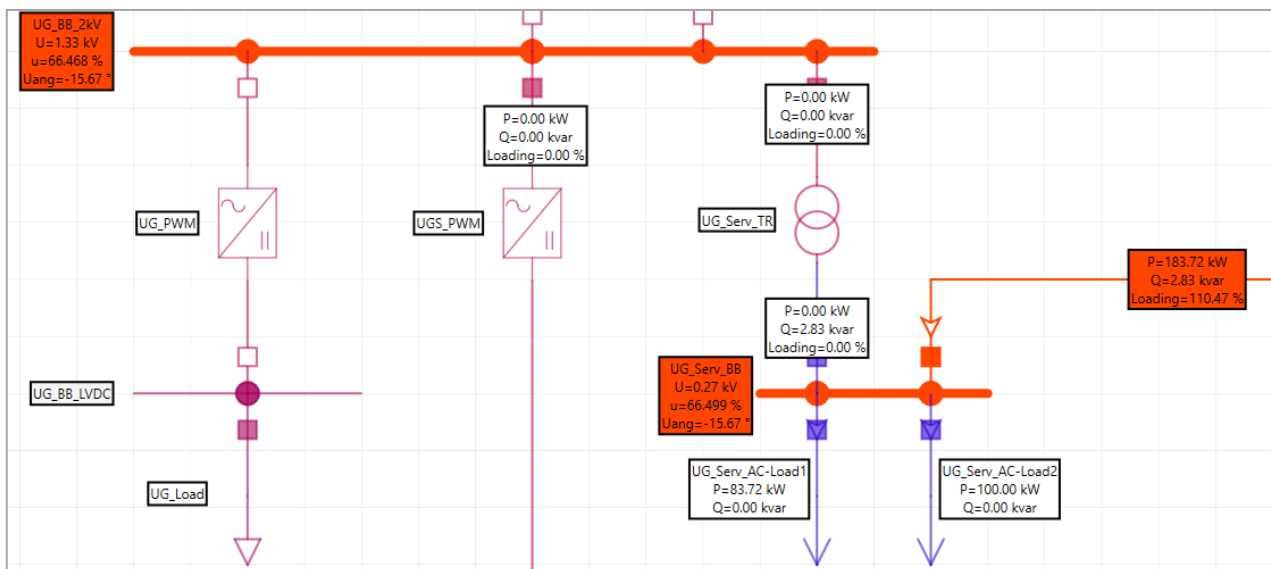 UG_BB_2kV
U=1.33 kV
u=66.468 %
Uang=-15.67 °
P=0.00 kW
Q=0.00 kvar
Loading=0.00 %
P=0.00 kW
Q=0.00 kvar
Loading=0.00 %
UG_PWM
UGS_PWM
UG_Serv_TR
P=183.72 kW
Q=2.83 kvar
Loading=110.47 %
P=0.00 kW
Q=2.83 kvar
Loading=0.00 %
UG_BB_LVDC
UG_Serv_BB
U=0.27 kV
u=66.499 %
Uang=-15.67 °
UG_Load
UG_Serv_AC-Load1
P=83.72 kW
Q=0.00 kvar
UG_Serv_AC-Load2
P=100.00 kW
Q=0.00 kvar